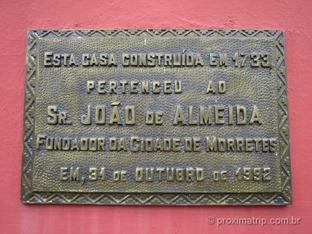 ESTA CASA CONSTRUÍDA EM 1733,
PERTENCEU AO
SR. JOÃO DE ALMEIDA
FUNDADOR DA CIDADE DE MORRETES
EM, 31 DE OUTUBRO DE 1992
© proximatrip.com.br